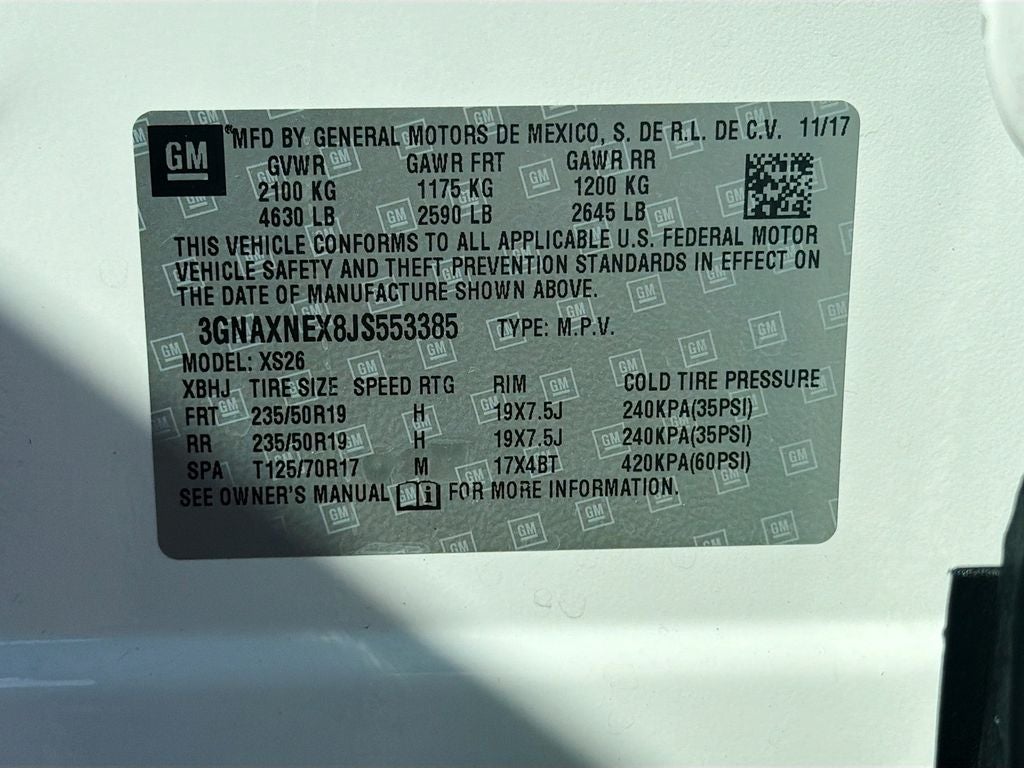 GM ®MFD BY GENERAL MOTORS DE MEXICO, S. DE R.L. DE C.V. 11/17
GVWR GAWR FRT GAWR RR
2100 KG 1175 KG 1200 KG
4630 LB 2590 LB 2645 LB
THIS VEHICLE CONFORMS TO ALL APPLICABLE U.S. FEDERAL MOTOR
VEHICLE SAFETY AND THEFT PREVENTION STANDARDS IN EFFECT ON
THE DATE OF MANUFACTURE SHOWN ABOVE.
3GNAXNEX8JS553385 TYPE: M.P.V.
MODEL: XS26
XBHJ TIRE SIZE SPEED RTG RIM COLD TIRE PRESSURE
FRT 235/50R19 H 19X7.5J 240KPA(35PSI)
RR 235/50R19 H 19X7.5J 240KPA(35PSI)
SPA T125/70R17 M 17X4BT 420KPA(60PSI)
SEE OWNER'S MANUAL i FOR MORE INFORMATION.